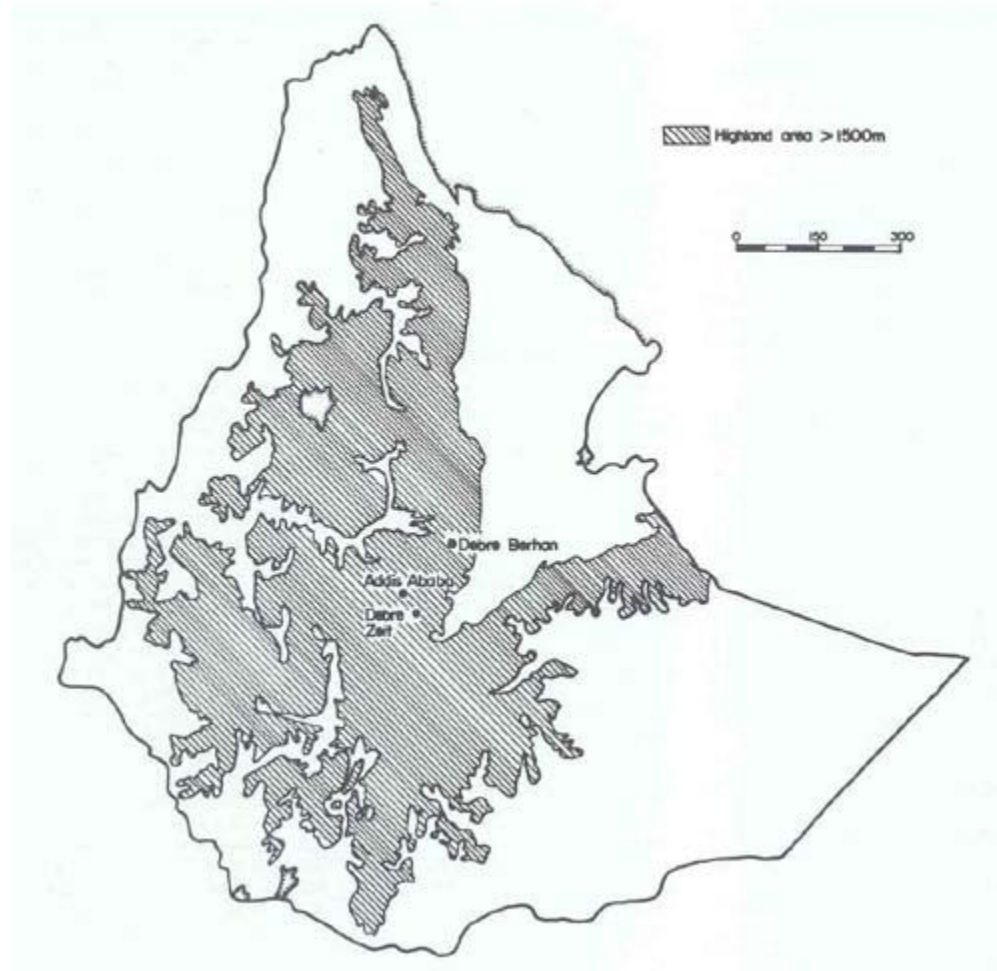 Highland area >1500m
0 150 300
Debre Berhan
Addis Ababa
Debre
Zeit